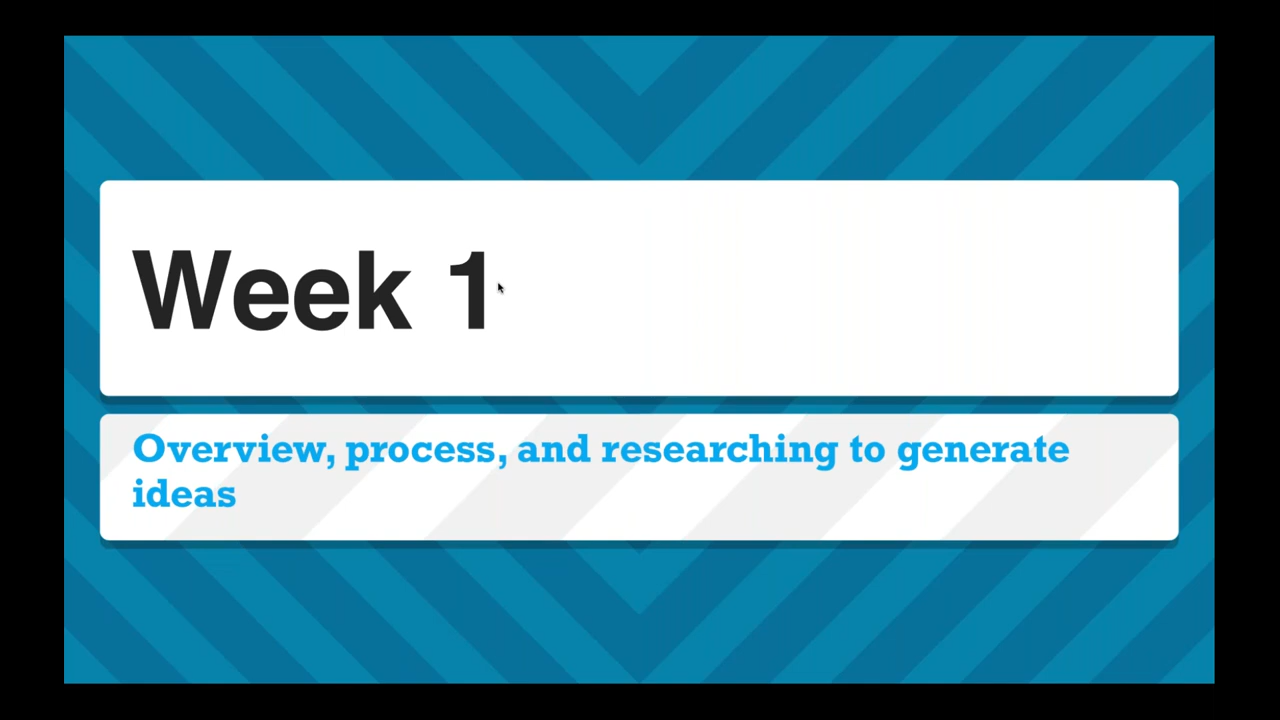 Week 1
Overview, process, and researching to generate
ideas